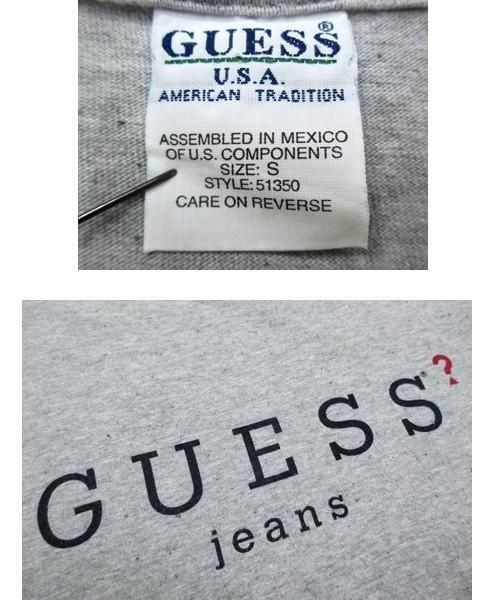 GUESS®
U.S.A.
AMERICAN TRADITION
ASSEMBLED IN MEXICO
OF U.S. COMPONENTS
SIZE: S
STYLE: 51350
CARE ON REVERSE
GUESS®?
jeans